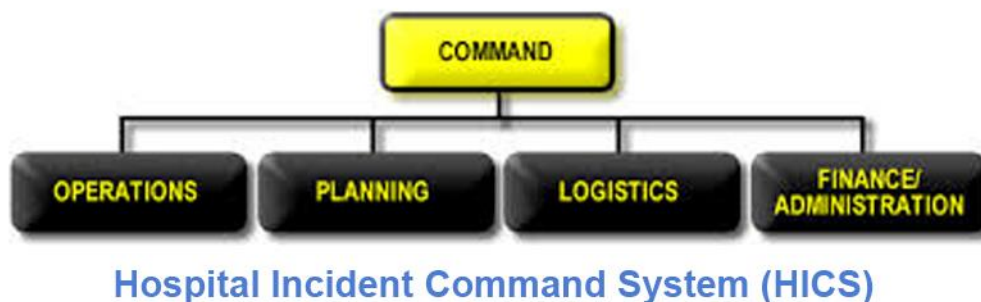 COMMAND
OPERATIONS
PLANNING
LOGISTICS
FINANCE/
ADMINISTRATION
Hospital Incident Command System (HICS)